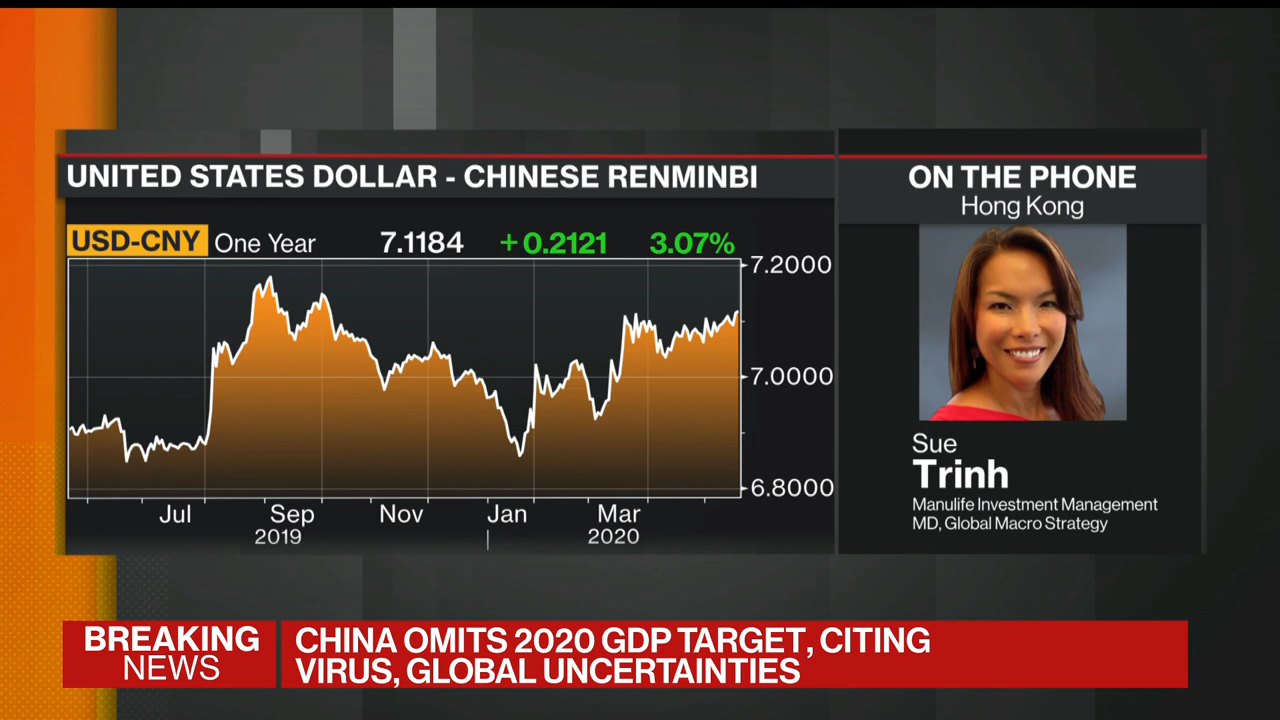 UNITED STATES DOLLAR - CHINESE RENMINBI
USD-CNY One Year 7.1184 +0.2121 3.07%
7.2000
7.0000
6.8000
Jul Sep Nov Jan Mar
2019 2020
ON THE PHONE
Hong Kong
Sue
Trinh
Manulife Investment Management
MD, Global Macro Strategy
BREAKING
NEWS
CHINA OMITS 2020 GDP TARGET, CITING
VIRUS, GLOBAL UNCERTAINTIES